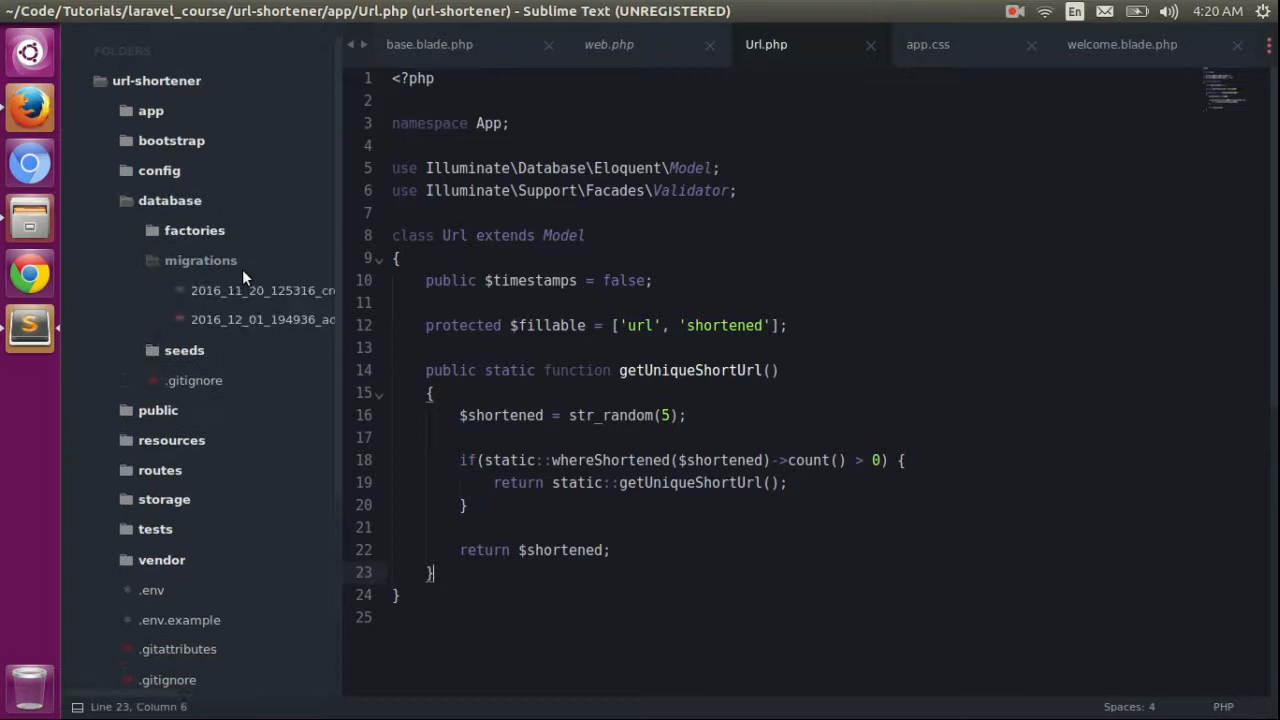 ~/Code/Tutorials/laravel_course/url-shortener/app/Url.php (url-shortener) - Sublime Text (UNREGISTERED)
En
4:20 AM
FOLDERS
url-shortener
app
bootstrap
config
database
factories
migrations
2016_11_20_125316_cr
2016_12_01_194936_ad
seeds
.gitignore
public
resources
routes
storage
tests
vendor
.env
.env.example
.gitattributes
.gitignore
base.blade.php
web.php
Url.php
app.css
welcome.blade.php
1 <?php
2
3 namespace App;
4
5 use Illuminate\Database\Eloquent\Model;
6 use Illuminate\Support\Facades\Validator;
7
8 class Url extends Model
9 {
10 public $timestamps = false;
11
12 protected $fillable = ['url', 'shortened'];
13
14 public static function getUniqueShortUrl()
15 {
16 $shortened = str_random(5);
17
18 if(static::whereShortened($shortened)->count() > 0) {
19 return static::getUniqueShortUrl();
20 }
21
22 return $shortened;
23 }
24 }
25
Line 23, Column 6
Spaces: 4
PHP